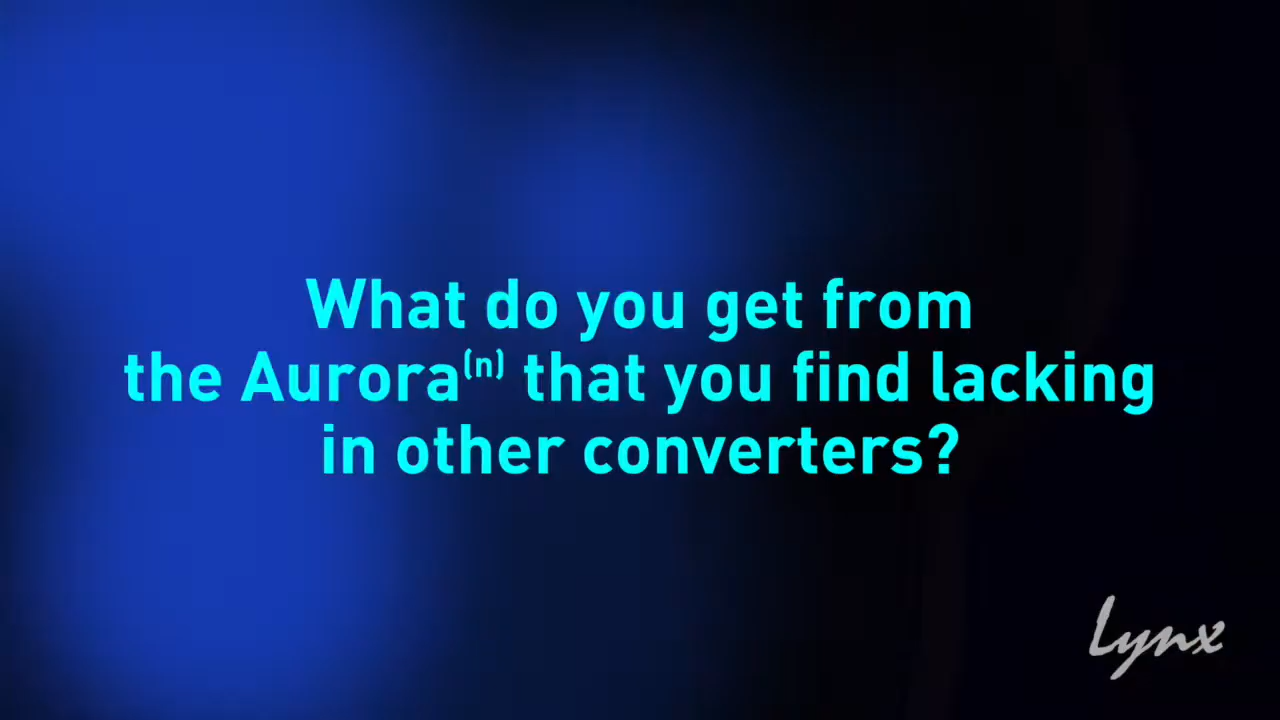 What do you get from
the Aurora⁽ⁿ⁾ that you find lacking
in other converters?
Lynx